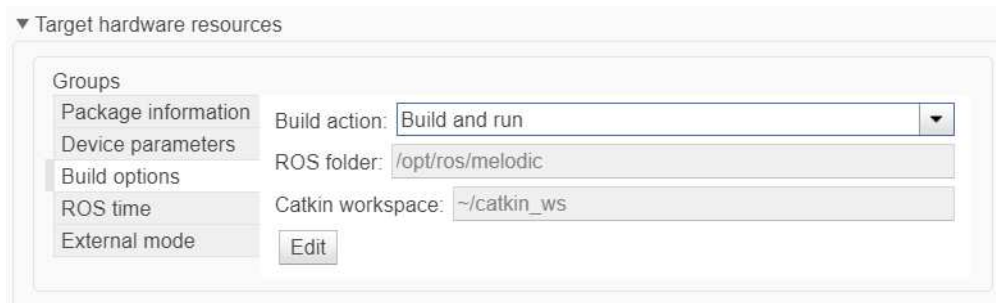 Target hardware resources
Groups
Package information
Device parameters
Build options
ROS time
External mode
Build action: Build and run
ROS folder: /opt/ros/melodic
Catkin workspace: ~/catkin_ws
Edit